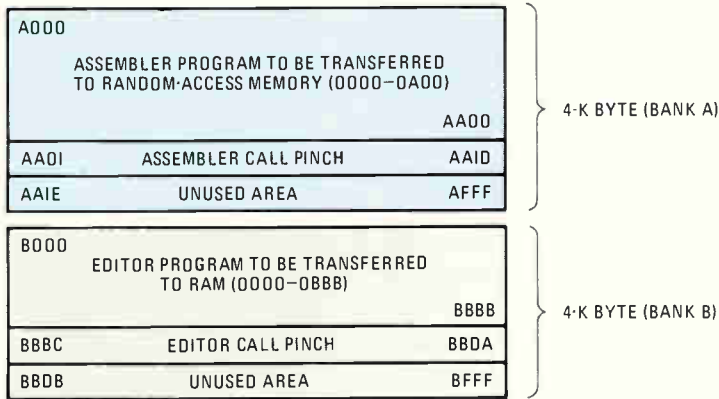 A000
ASSEMBLER PROGRAM TO BE TRANSFERRED
TO RANDOM-ACCESS MEMORY (0000–0A00)
AA00
4-K BYTE (BANK A)
AA01 ASSEMBLER CALL PINCH AA1D
AA1E UNUSED AREA AFFF
B000
EDITOR PROGRAM TO BE TRANSFERRED
TO RAM (0000–0BBB)
BBBB
4-K BYTE (BANK B)
BBBC EDITOR CALL PINCH BBDA
BBDB UNUSED AREA BFFF